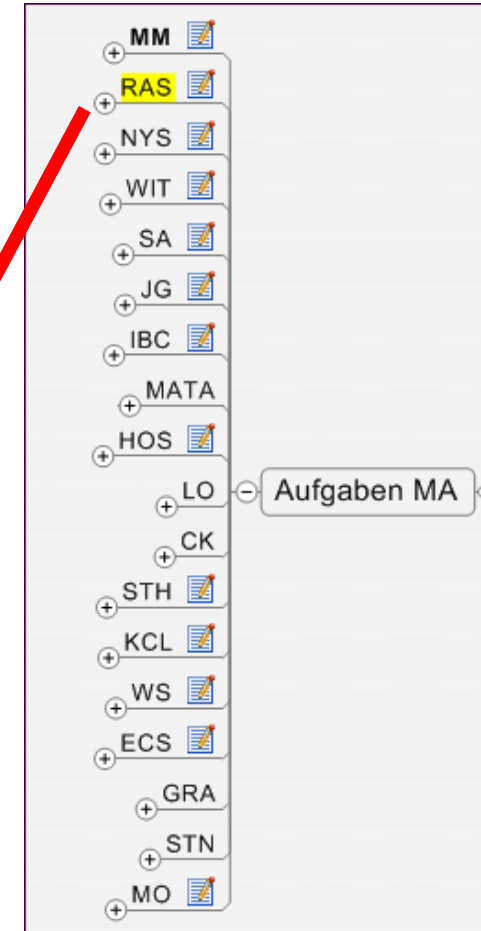 MM
RAS
NYS
WIT
SA
JG
IBC
MATA
HOS
LO
Aufgaben MA
CK
STH
KCL
WS
ECS
GRA
STN
MO